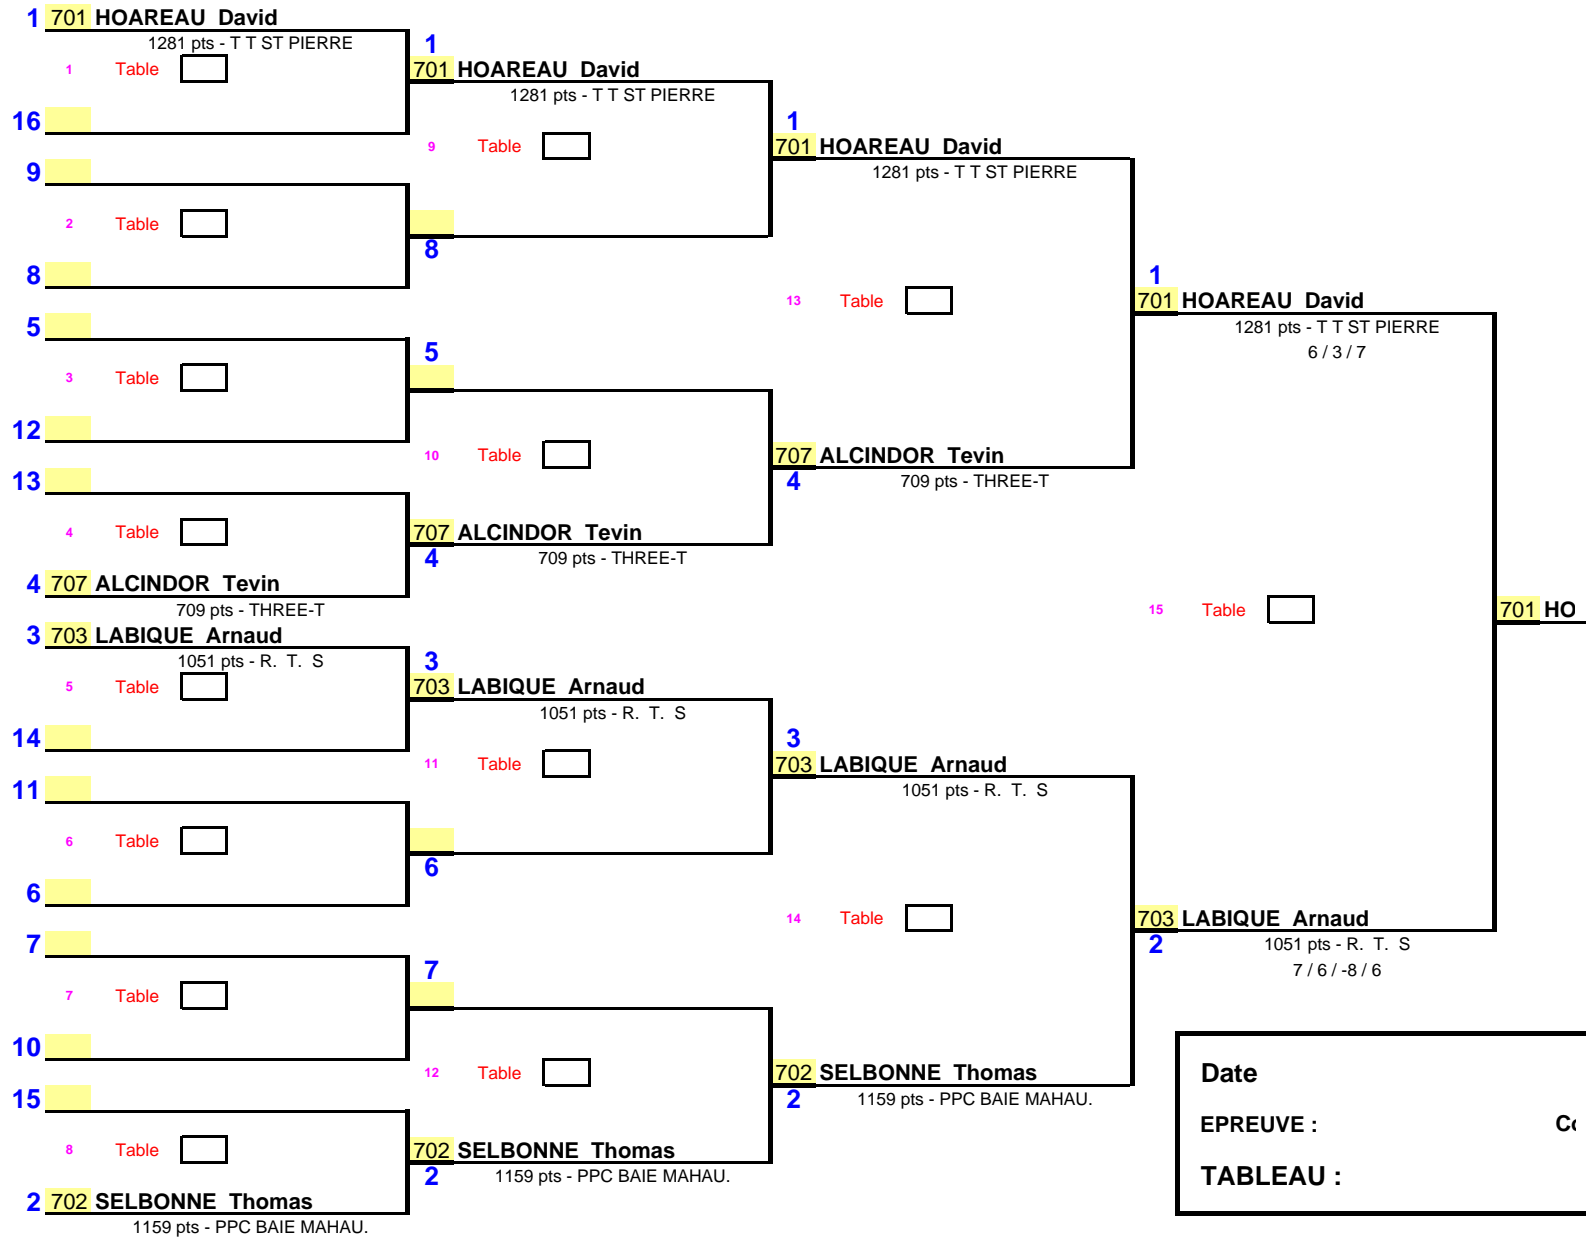 1 701 HOAREAU David
1281 pts - T T ST PIERRE
1 Table
16
9
2 Table
8
5
3 Table
12
13
4 Table
4 707 ALCINDOR Tevin
709 pts - THREE-T
3 703 LABIQUE Arnaud
1051 pts - R. T. S
5 Table
14
11
6 Table
6
7
7 Table
10
15
8 Table
2 702 SELBONNE Thomas
1159 pts - PPC BAIE MAHAU.
1
701 HOAREAU David
1281 pts - T T ST PIERRE
9 Table
8
5
10 Table
707 ALCINDOR Tevin
4
709 pts - THREE-T
3
703 LABIQUE Arnaud
1051 pts - R. T. S
11 Table
6
7
12 Table
702 SELBONNE Thomas
2
1159 pts - PPC BAIE MAHAU.
1
701 HOAREAU David
1281 pts - T T ST PIERRE
13 Table
707 ALCINDOR Tevin
4
709 pts - THREE-T
3
703 LABIQUE Arnaud
1051 pts - R. T. S
14 Table
702 SELBONNE Thomas
2
1159 pts - PPC BAIE MAHAU.
1
701 HOAREAU David
1281 pts - T T ST PIERRE
6 / 3 / 7
15 Table
703 LABIQUE Arnaud
2
1051 pts - R. T. S
7 / 6 / -8 / 6
701 HO
Date
EPREUVE :
TABLEAU :